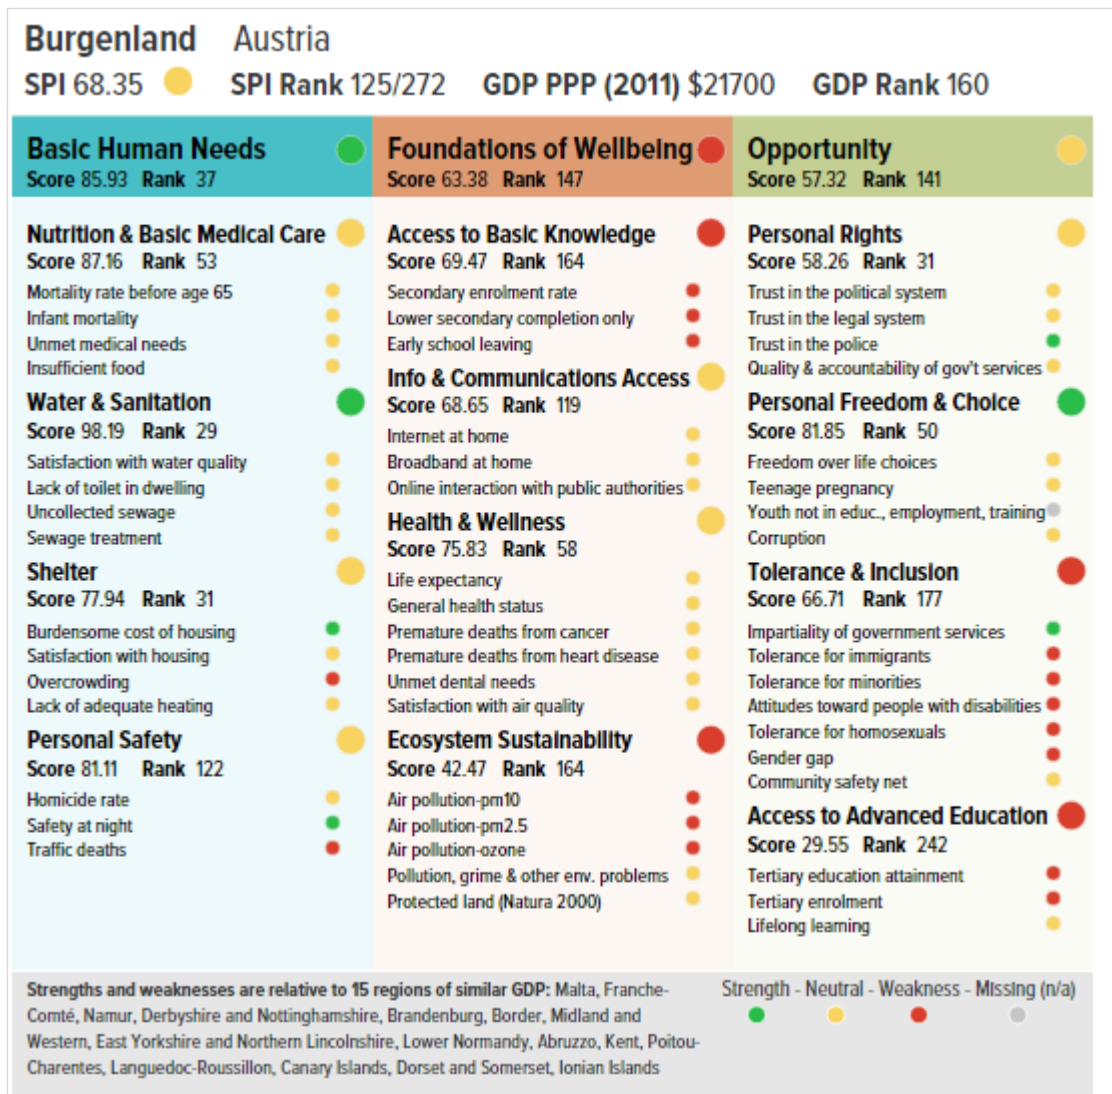 Burgenland Austria
SPI 68.35 SPI Rank 125/272 GDP PPP (2011) $21700 GDP Rank 160
Basic Human Needs
Score 85.93 Rank 37
Nutrition & Basic Medical Care
Score 87.16 Rank 53
Mortality rate before age 65
Infant mortality
Unmet medical needs
Insufficient food
Water & Sanitation
Score 98.19 Rank 29
Satisfaction with water quality
Lack of toilet in dwelling
Uncollected sewage
Sewage treatment
Shelter
Score 77.94 Rank 31
Burdensome cost of housing
Satisfaction with housing
Overcrowding
Lack of adequate heating
Personal Safety
Score 81.11 Rank 122
Homicide rate
Safety at night
Traffic deaths
Foundations of Wellbeing
Score 63.38 Rank 147
Access to Basic Knowledge
Score 69.47 Rank 164
Secondary enrolment rate
Lower secondary completion only
Early school leaving
Info & Communications Access
Score 68.65 Rank 119
Internet at home
Broadband at home
Online interaction with public authorities
Health & Wellness
Score 75.83 Rank 58
Life expectancy
General health status
Premature deaths from cancer
Premature deaths from heart disease
Unmet dental needs
Satisfaction with air quality
Ecosystem Sustainability
Score 42.47 Rank 164
Air pollution-pm10
Air pollution-pm2.5
Air pollution-ozone
Pollution, grime & other env. problems
Protected land (Natura 2000)
Opportunity
Score 57.32 Rank 141
Personal Rights
Score 58.26 Rank 31
Trust in the political system
Trust in the legal system
Trust in the police
Quality & accountability of gov't services
Personal Freedom & Choice
Score 81.85 Rank 50
Freedom over life choices
Teenage pregnancy
Youth not in educ., employment, training
Corruption
Tolerance & Inclusion
Score 66.71 Rank 177
Impartiality of government services
Tolerance for immigrants
Tolerance for minorities
Attitudes toward people with disabilities
Tolerance for homosexuals
Gender gap
Community safety net
Access to Advanced Education
Score 29.55 Rank 242
Tertiary education attainment
Tertiary enrolment
Lifelong learning
Strengths and weaknesses are relative to 15 regions of similar GDP: Malta, Franche-
Comté, Namur, Derbyshire and Nottinghamshire, Brandenburg, Border, Midland and
Western, East Yorkshire and Northern Lincolnshire, Lower Normandy, Abruzzo, Kent, Poitou-
Charentes, Languedoc-Roussillon, Canary Islands, Dorset and Somerset, Ionian Islands
Strength - Neutral - Weakness - Missing (n/a)